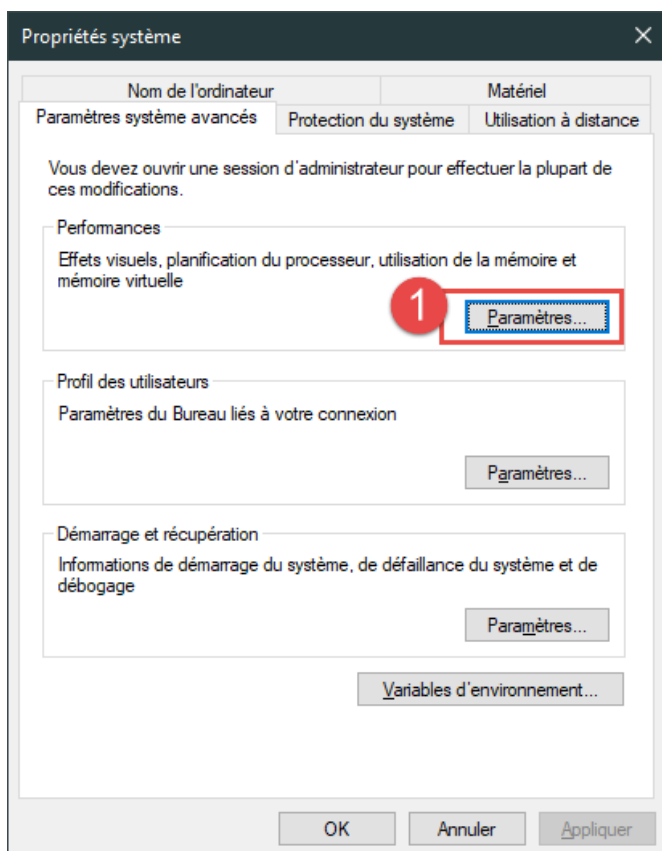 Propriétés système
Nom de l'ordinateur
Matériel
Paramètres système avancés
Protection du système
Utilisation à distance
Vous devez ouvrir une session d'administrateur pour effectuer la plupart de
ces modifications.
Performances
Effets visuels, planification du processeur, utilisation de la mémoire et
mémoire virtuelle
1
Paramètres...
Profil des utilisateurs
Paramètres du Bureau liés à votre connexion
Paramètres...
Démarrage et récupération
Informations de démarrage du système, de défaillance du système et de
débogage
Paramètres...
Variables d'environnement...
OK
Annuler
Appliquer